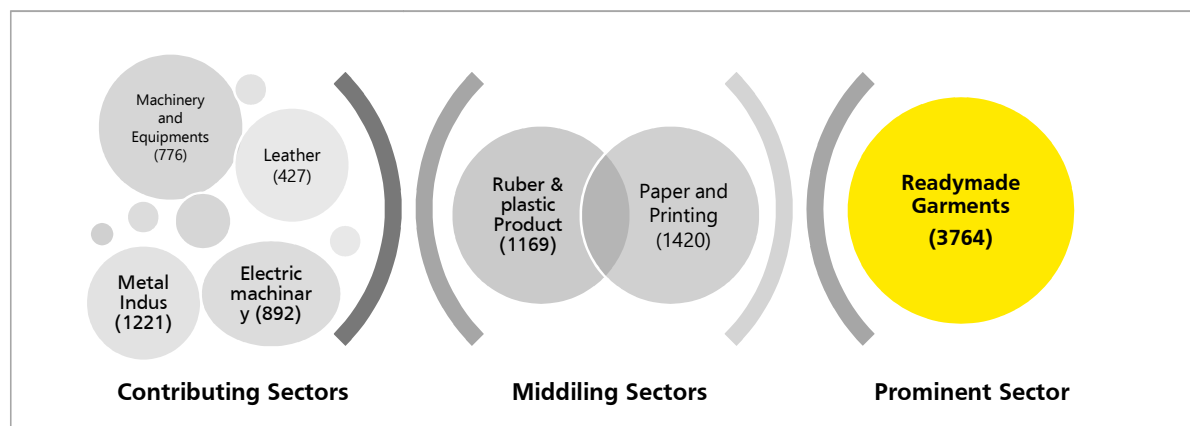 Machinery
and
Equipments
(776)
Leather
(427)
Metal
Indus
(1221)
Electric
machinar
y (892)
Contributing Sectors
Ruber &
plastic
Product
(1169)
Paper and
Printing
(1420)
Middiling Sectors
Readymade
Garments
(3764)
Prominent Sector